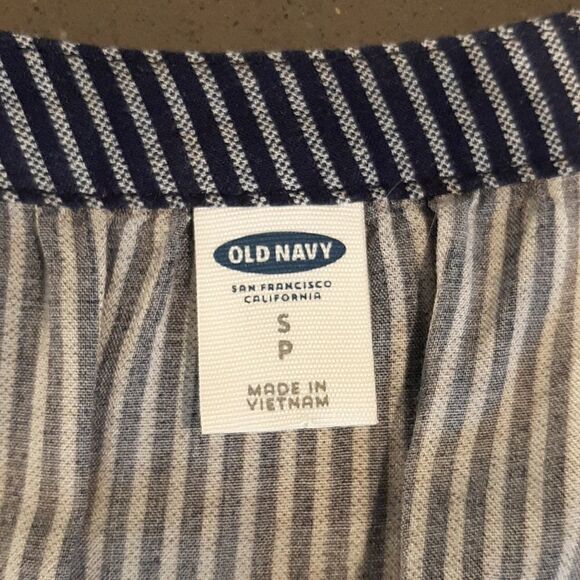 OLD NAVY
SAN FRANCISCO
CALIFORNIA
S
P
MADE IN
VIETNAM